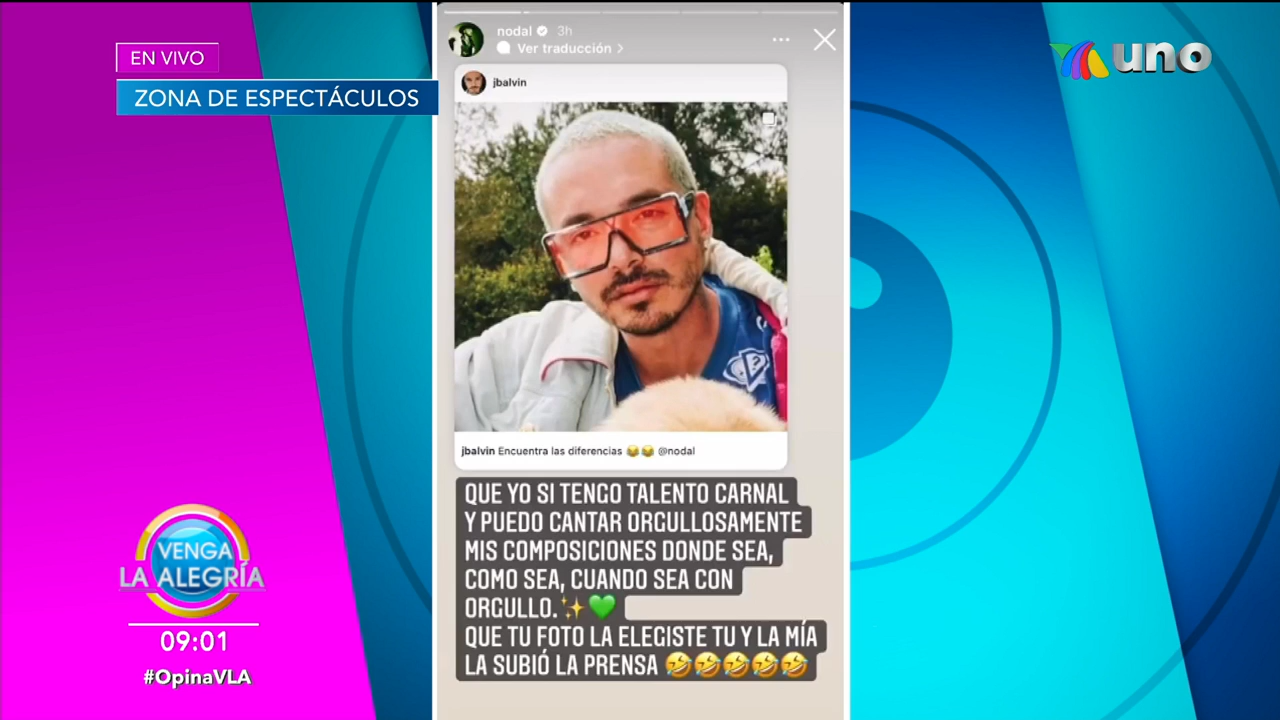 EN VIVO
ZONA DE ESPECTÁCULOS
nodal 3h
Ver traducción
jbalvin
jbalvin Encuentra las diferencias 😂😂 @nodal
QUE YO SI TENGO TALENTO CARNAL
Y PUEDO CANTAR ORGULLOSAMENTE
MIS COMPOSICIONES DONDE SEA,
COMO SEA, CUANDO SEA CON
ORGULLO.✨💚
QUE TU FOTO LA ELEGISTE TU Y LA MÍA
LA SUBIÓ LA PRENSA 🤣🤣🤣🤣🤣
uno
VENGA
LA ALEGRÍA
09:01
#OpinaVLA